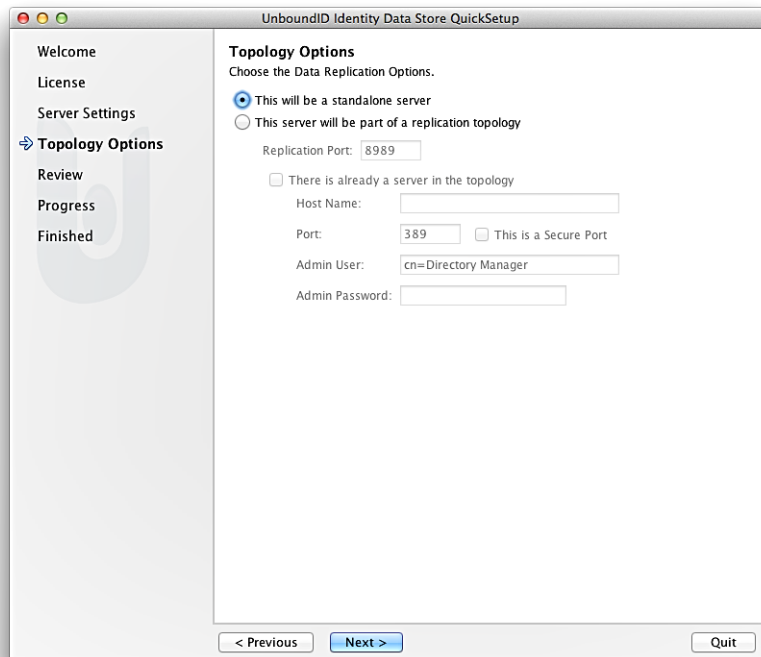 UnboundID Identity Data Store QuickSetup
Welcome
License
Server Settings
Topology Options
Review
Progress
Finished
Topology Options
Choose the Data Replication Options.
This will be a standalone server
This server will be part of a replication topology
Replication Port: 8989
There is already a server in the topology
Host Name:
Port: 389 This is a Secure Port
Admin User: cn=Directory Manager
Admin Password:
< Previous Next > Quit